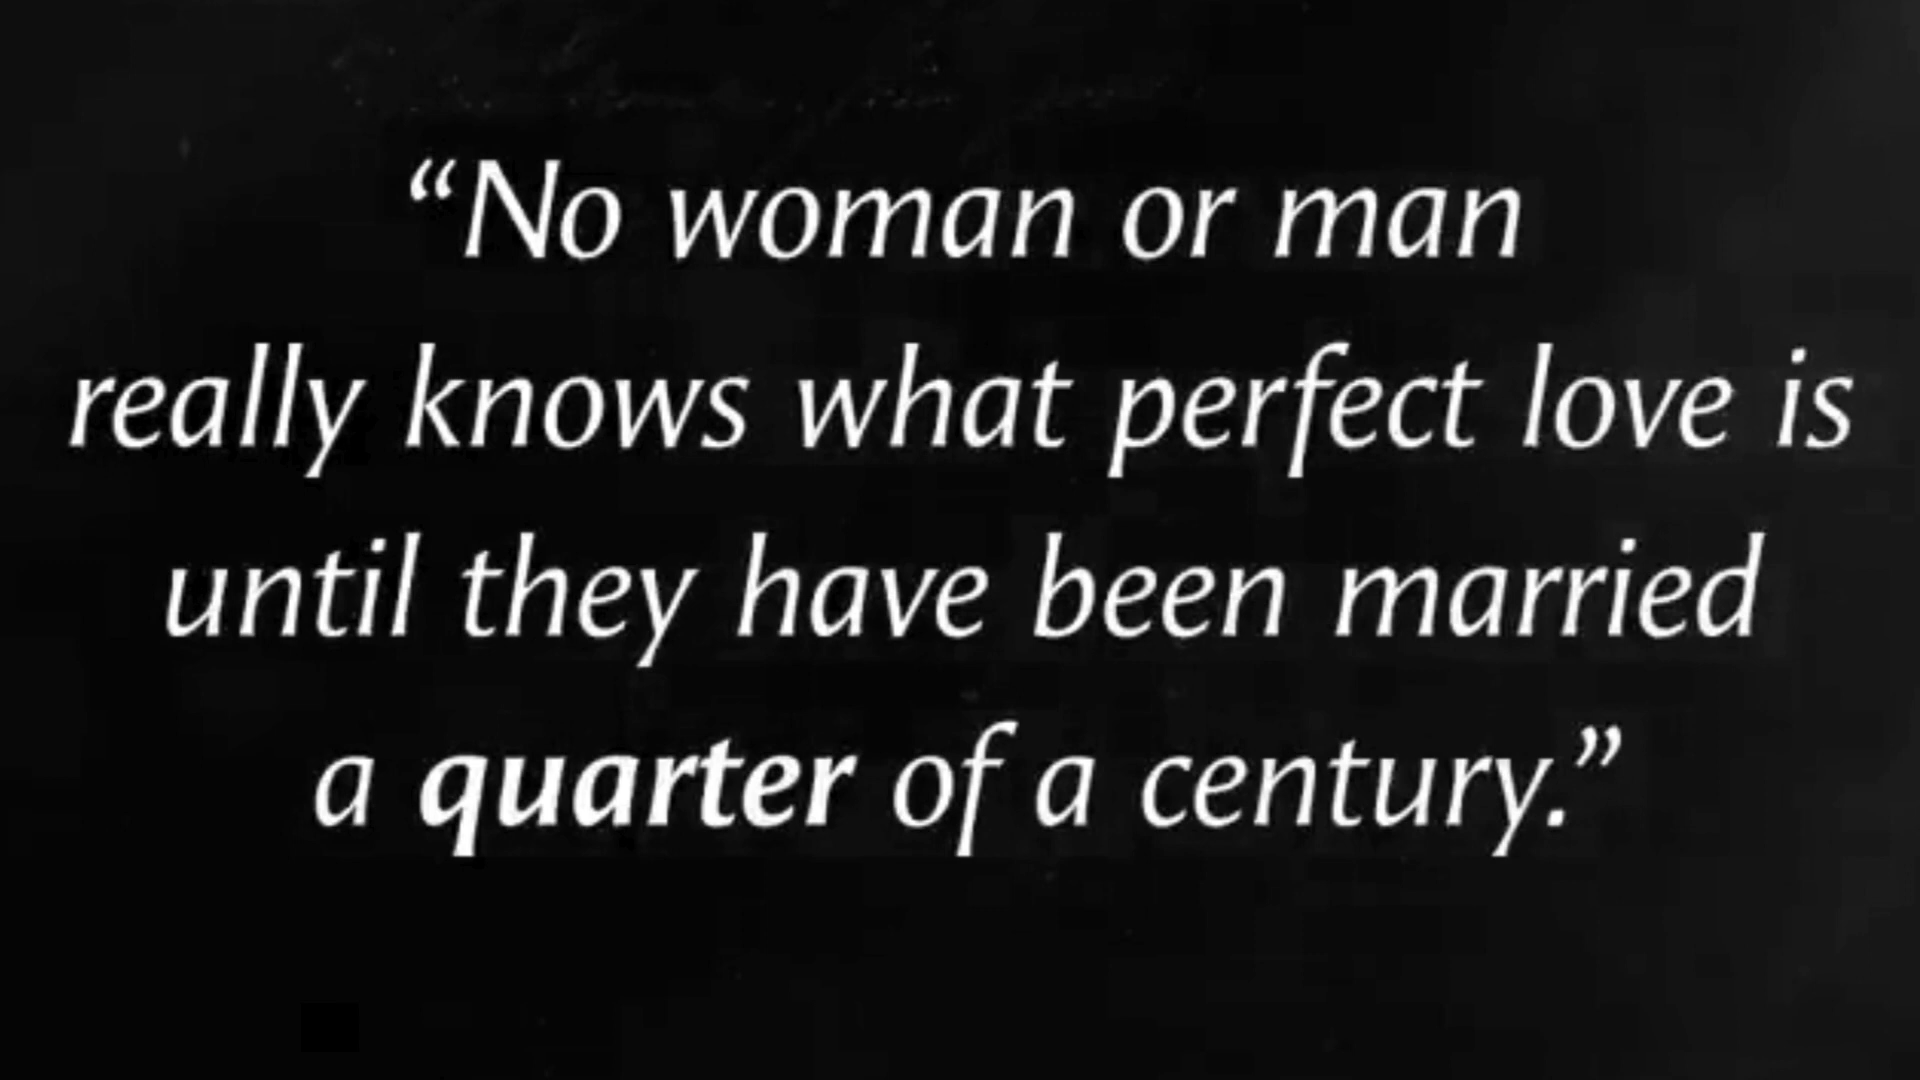 “No woman or man
really knows what perfect love is
until they have been married
a quarter of a century.”